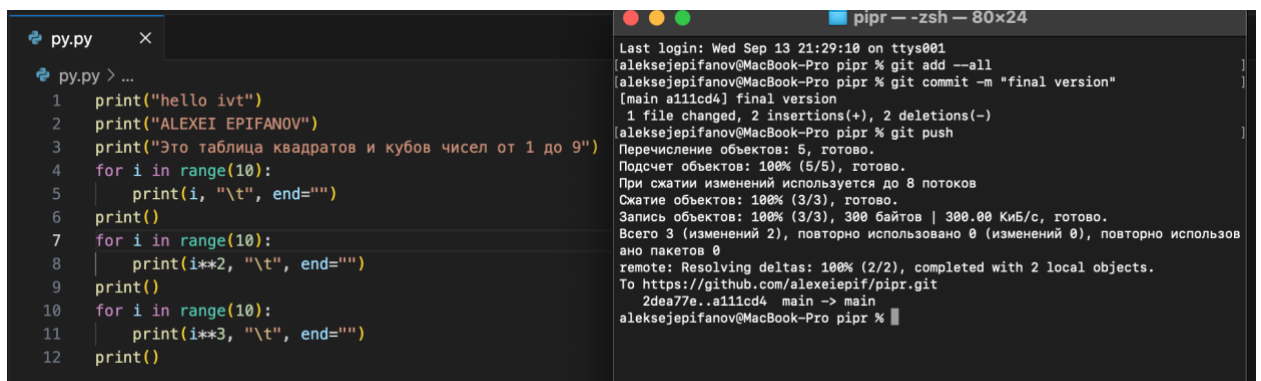 py.py ×
py.py > ...
1 print("hello ivt")
2 print("ALEXEI EPIFANOV")
3 print("Это таблица квадратов и кубов чисел от 1 до 9")
4 for i in range(10):
5     print(i, "\t", end="")
6 print()
7 for i in range(10):
8     print(i**2, "\t", end="")
9 print()
10 for i in range(10):
11     print(i**3, "\t", end="")
12 print()
pipr — -zsh — 80×24
Last login: Wed Sep 13 21:29:10 on ttys001
[aleksejepifanov@MacBook-Pro pipr % git add --all ]
[aleksejepifanov@MacBook-Pro pipr % git commit -m "final version" ]
[main a111cd4] final version
 1 file changed, 2 insertions(+), 2 deletions(-)
[aleksejepifanov@MacBook-Pro pipr % git push ]
Перечисление объектов: 5, готово.
Подсчет объектов: 100% (5/5), готово.
При сжатии изменений используется до 8 потоков
Сжатие объектов: 100% (3/3), готово.
Запись объектов: 100% (3/3), 300 байтов | 300.00 КиБ/с, готово.
Всего 3 (изменений 2), повторно использовано 0 (изменений 0), повторно использов
ано пакетов 0
remote: Resolving deltas: 100% (2/2), completed with 2 local objects.
To https://github.com/alexeiepif/pipr.git
   2dea77e..a111cd4  main -> main
aleksejepifanov@MacBook-Pro pipr %